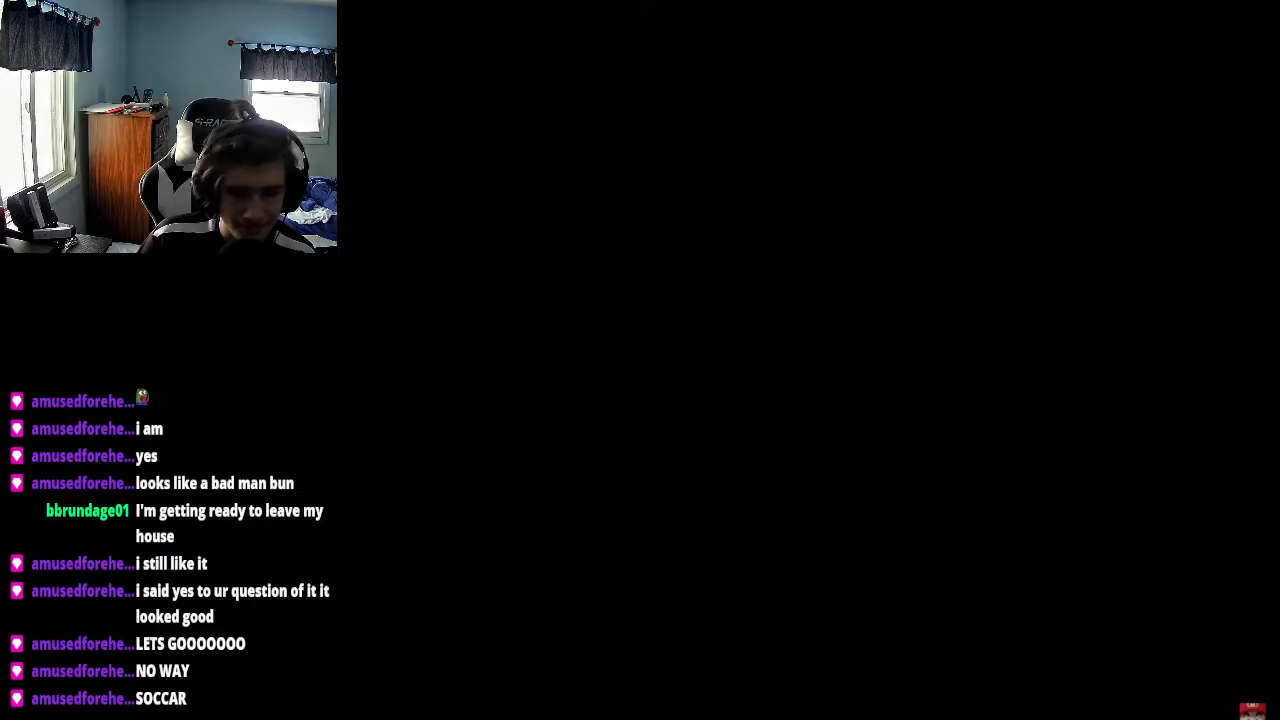 S-RAC
amusedforehe...
amusedforehe... i am
amusedforehe... yes
amusedforehe... looks like a bad man bun
bbrundage01 I'm getting ready to leave my
house
amusedforehe... i still like it
amusedforehe... i said yes to ur question of it it
looked good
amusedforehe... LETS GOOOOOOO
amusedforehe... NO WAY
amusedforehe... SOCCAR